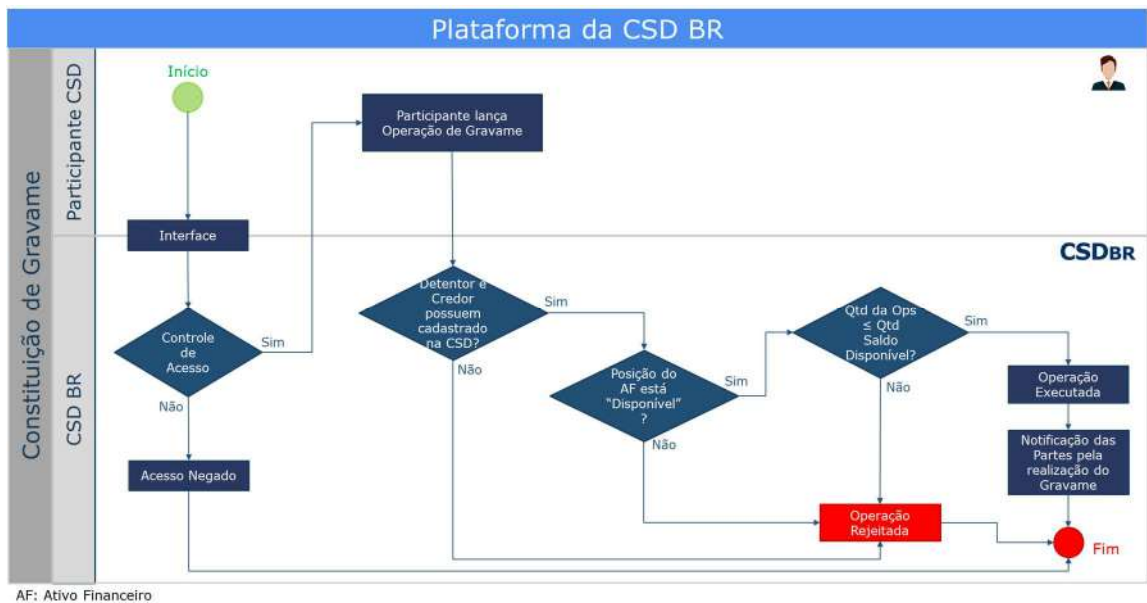 Plataforma da CSD BR
Constituição de Gravame
Participante CSD
CSD BR
Início
Participante lança
Operação de Gravame
Interface
CSDBR
Controle
de
Acesso
Sim
Não
Acesso Negado
Detentor e
Credor
possuem
cadastrado
na CSD?
Sim
Não
Posição do
AF está
“Disponível”
?
Sim
Não
Qtd da Ops
≤ Qtd
Saldo
Disponível?
Sim
Não
Operação
Executada
Notificação das
Partes pela
realização do
Gravame
Operação
Rejeitada
Fim
AF: Ativo Financeiro